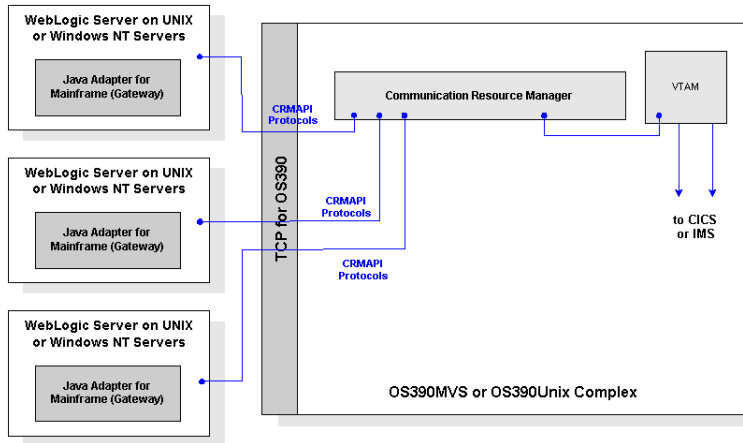 WebLogic Server on UNIX
or Windows NT Servers
Java Adapter for
Mainframe (Gateway)
WebLogic Server on UNIX
or Windows NT Servers
Java Adapter for
Mainframe (Gateway)
WebLogic Server on UNIX
or Windows NT Servers
Java Adapter for
Mainframe (Gateway)
TCP for OS390
CRMAPI
Protocols
CRMAPI
Protocols
CRMAPI
Protocols
Communication Resource Manager
VTAM
to CICS
or IMS
OS390MVS or OS390Unix Complex